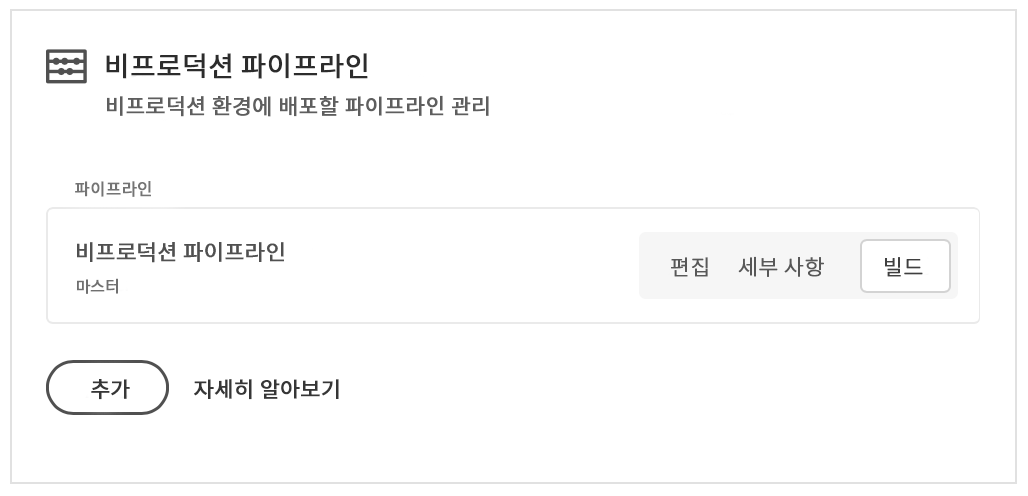 비프로덕션 파이프라인
비프로덕션 환경에 배포할 파이프라인 관리
파이프라인
비프로덕션 파이프라인
편집 세부 사항 빌드
마스터
추가 자세히 알아보기